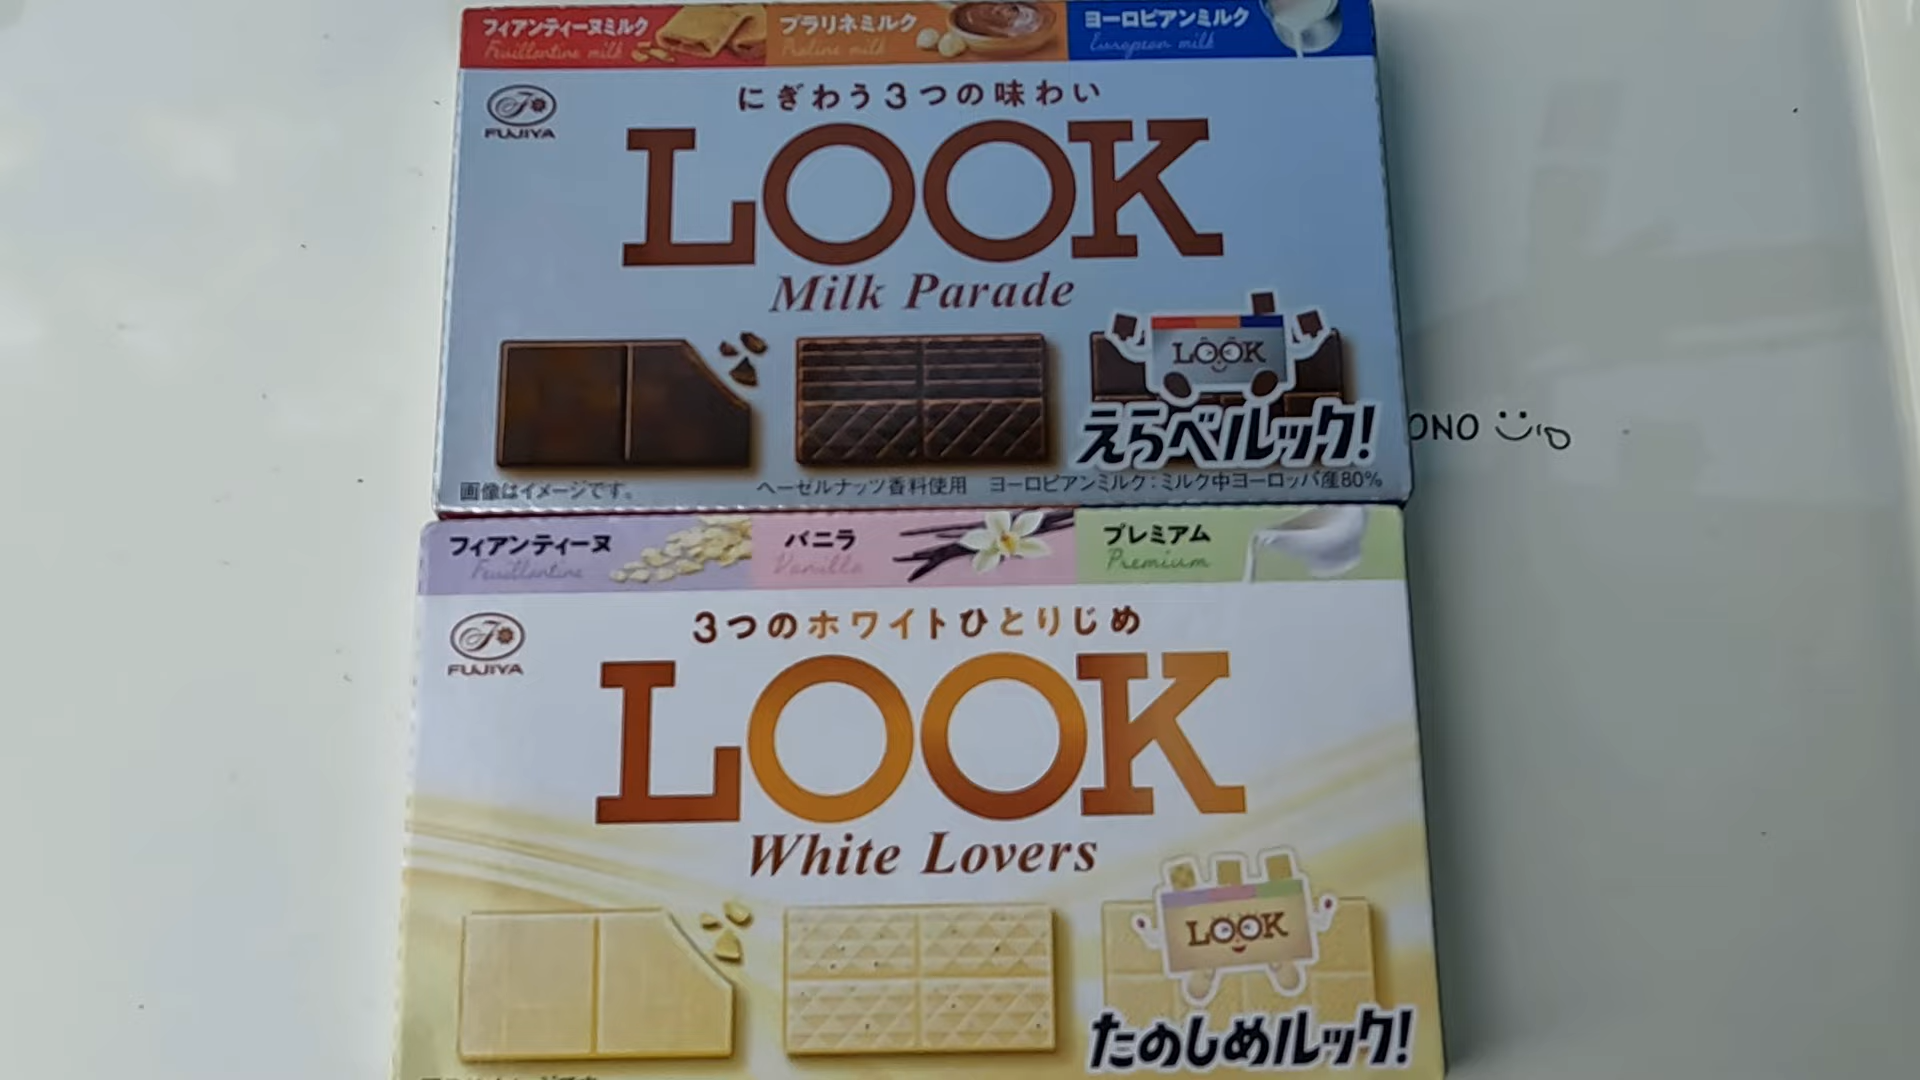 フィアンティーヌミルク
Feuillantine milk
プラリネミルク
Praline milk
ヨーロピアンミルク
European milk
FUJIYA
にぎわう3つの味わい
LOOK
Milk Parade
LOOK
えらべルック!
画像はイメージです。
ヘーゼルナッツ香料使用
ヨーロピアンミルク:ミルク中ヨーロッパ産80%
ONO
フィアンティーヌ
Feuillantine
バニラ
Vanilla
プレミアム
Premium
FUJIYA
3つのホワイトひとりじめ
LOOK
White Lovers
LOOK
たのしめルック!